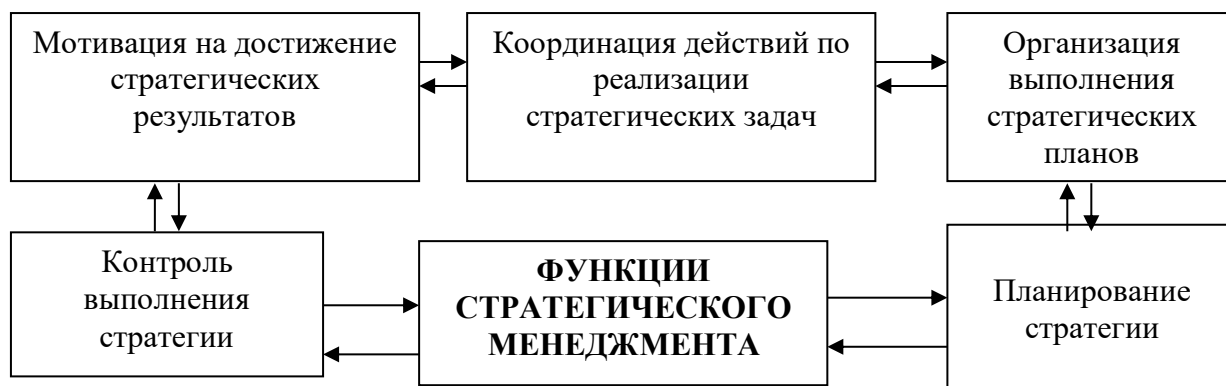 Мотивация на достижение
стратегических
результатов
Координация действий по
реализации
стратегических задач
Организация
выполнения
стратегических
планов
Контроль
выполнения
стратегии
ФУНКЦИИ
СТРАТЕГИЧЕСКОГО
МЕНЕДЖМЕНТА
Планирование
стратегии